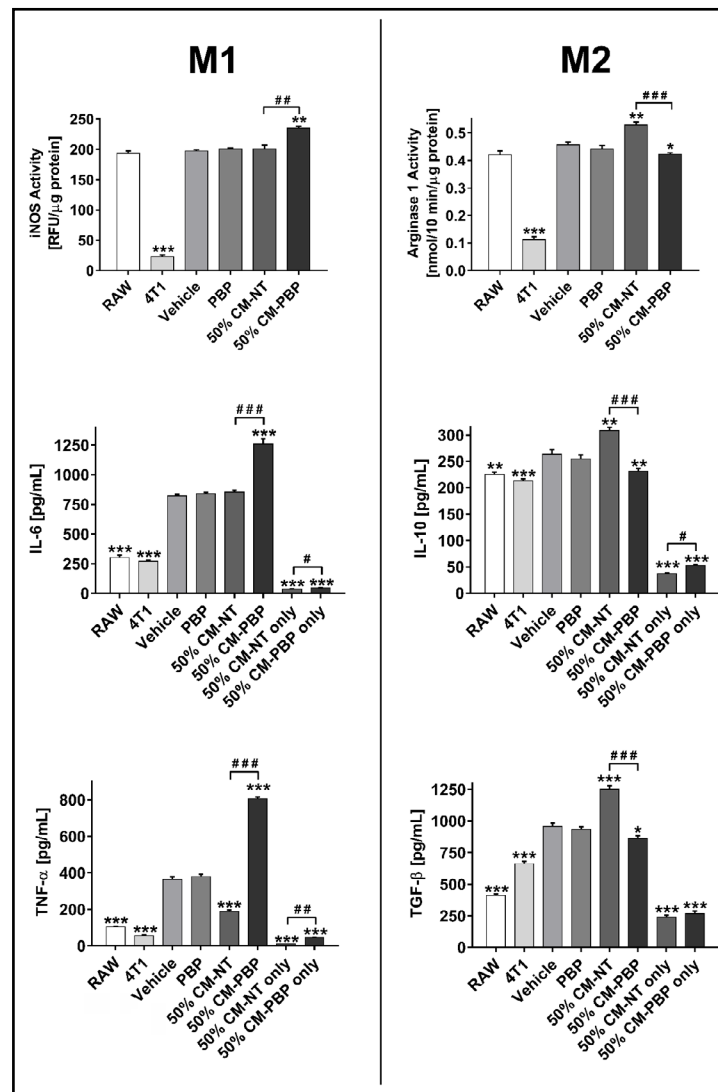 M1
iNOS Activity
[RFU/μg protein]
250
200
150
100
50
0
***
##
**
RAW
4T1
Vehicle
PBP
50% CM-NT
50% CM-PBP
IL-6 [pg/mL]
1250
1000
750
500
250
0
***
***
###
***
#
***
***
RAW
4T1
Vehicle
PBP
50% CM-NT
50% CM-PBP
50% CM-NT only
50% CM-PBP only
TNF-α [pg/mL]
800
600
400
200
0
***
***
***
###
***
##
***
***
RAW
4T1
Vehicle
PBP
50% CM-NT
50% CM-PBP
50% CM-NT only
50% CM-PBP only
M2
Arginase 1 Activity
[nmol/10 min/μg protein]
0.5
0.4
0.3
0.2
0.1
0.0
***
###
**
*
RAW
4T1
Vehicle
PBP
50% CM-NT
50% CM-PBP
IL-10 [pg/mL]
300
250
200
150
100
50
0
**
***
###
**
**
#
***
***
RAW
4T1
Vehicle
PBP
50% CM-NT
50% CM-PBP
50% CM-NT only
50% CM-PBP only
TGF-β [pg/mL]
1250
1000
750
500
250
0
***
***
###
***
*
***
***
RAW
4T1
Vehicle
PBP
50% CM-NT
50% CM-PBP
50% CM-NT only
50% CM-PBP only